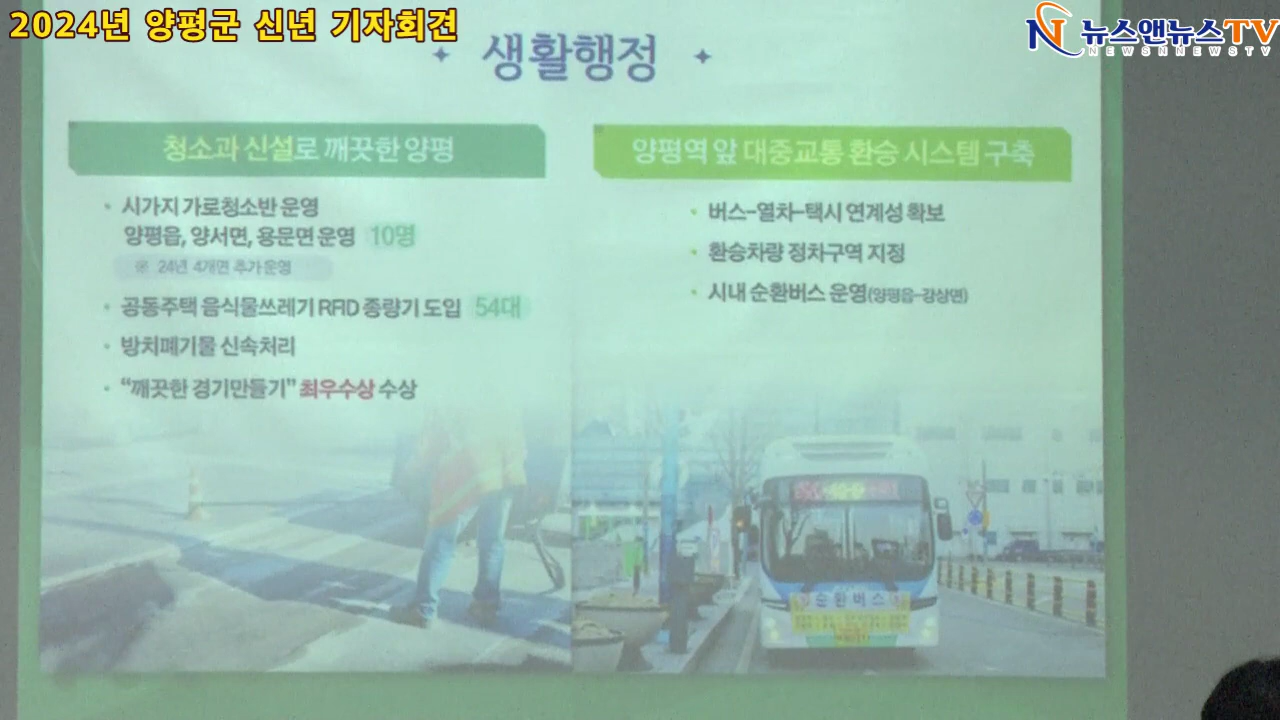 2024년 양평군 신년 기자회견
뉴스앤뉴스TV
NEWSNNEWSTV
생활행정
청소과 신설로 깨끗한 양평
• 시가지 가로청소반 운영
양평읍, 양서면, 용문면 운영 10명
※ 24년 4개면 추가 운영
• 공동주택 음식물쓰레기 RFID 종량기 도입 54대
• 방치폐기물 신속처리
• "깨끗한 경기만들기" 최우수상 수상
양평역 앞 대중교통 환승 시스템 구축
• 버스-열차-택시 연계성 확보
• 환승차량 정차구역 지정
• 시내 순환버스 운영(양평읍-강상면)
순환버스